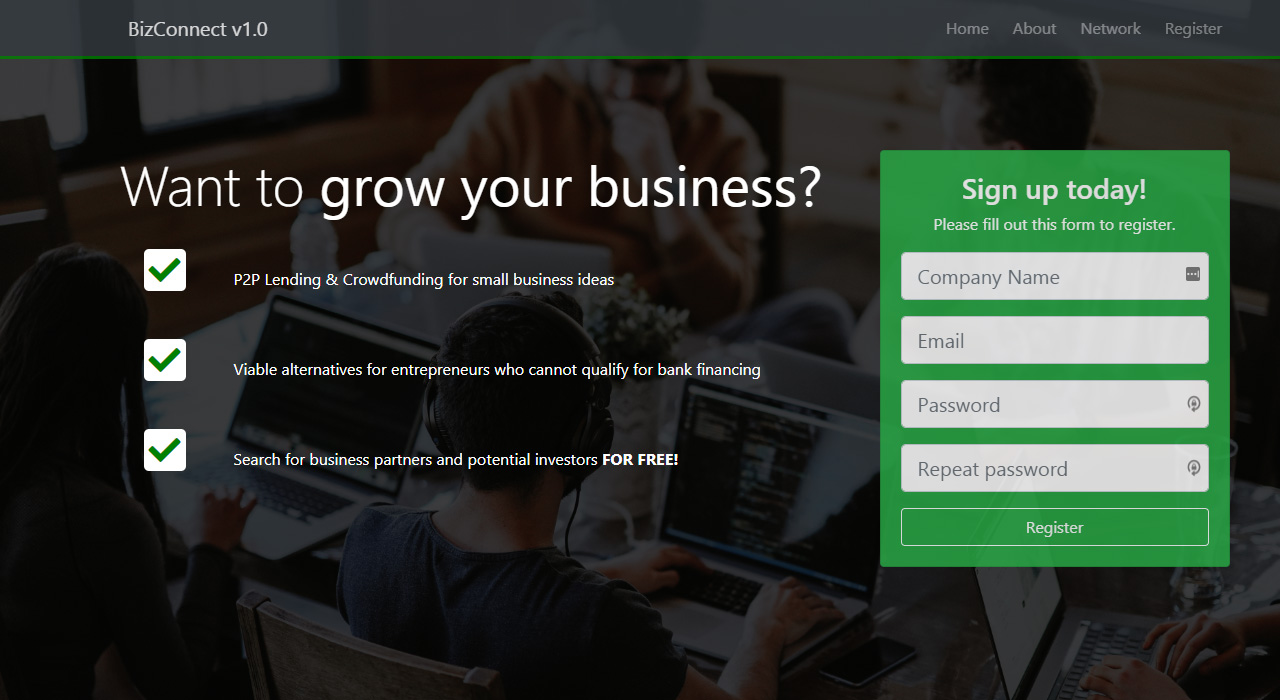 BizConnect v1.0
Home About Network Register
Want to grow your business?
P2P Lending & Crowdfunding for small business ideas
Viable alternatives for entrepreneurs who cannot qualify for bank financing
Search for business partners and potential investors FOR FREE!
Sign up today!
Please fill out this form to register.
Company Name
Email
Password
Repeat password
Register